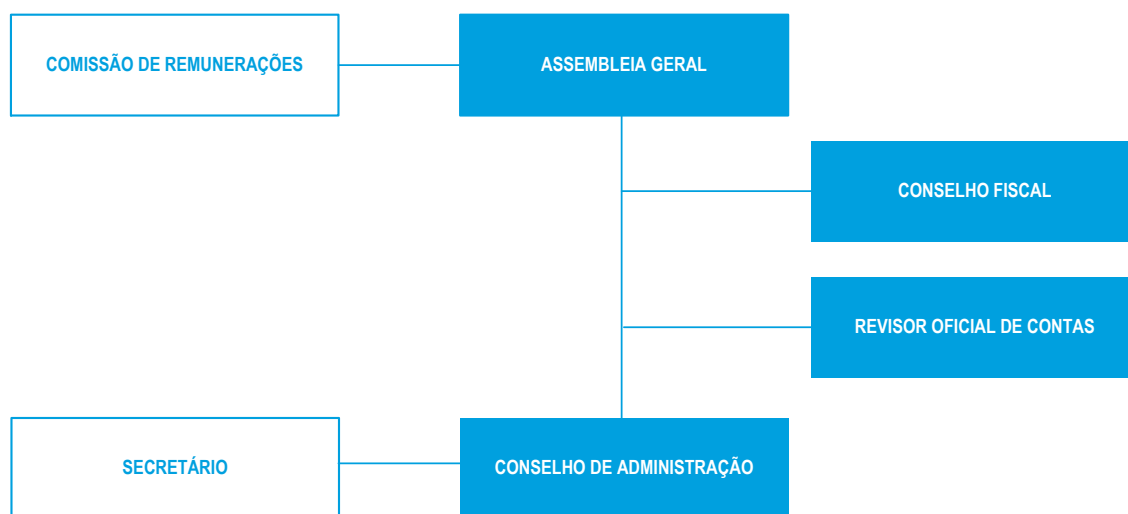 COMISSÃO DE REMUNERAÇÕES
ASSEMBLEIA GERAL
CONSELHO FISCAL
REVISOR OFICIAL DE CONTAS
SECRETÁRIO
CONSELHO DE ADMINISTRAÇÃO